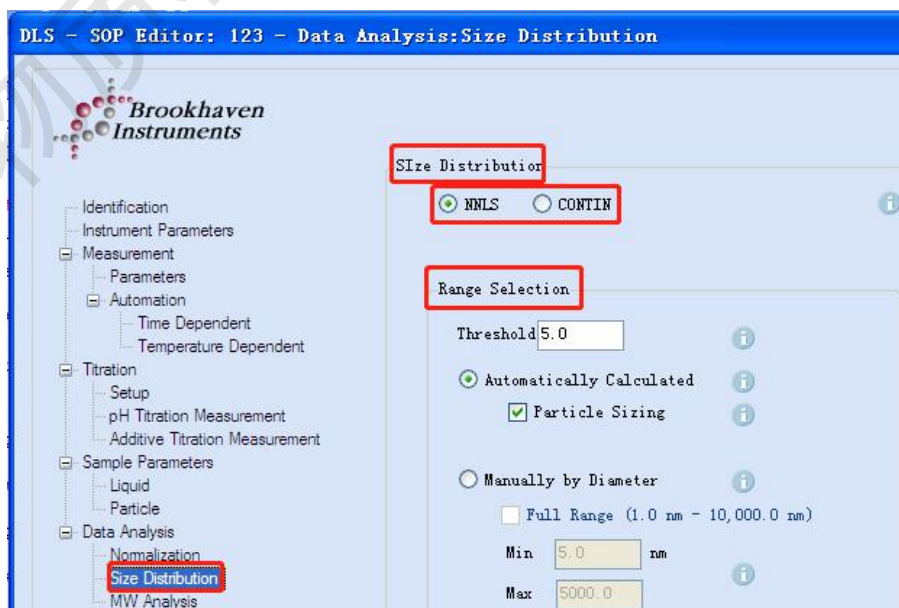 DLS - SOP Editor: 123 - Data Analysis:Size Distribution
Brookhaven
Instruments
Identification
Instrument Parameters
Measurement
Parameters
Automation
Time Dependent
Temperature Dependent
Titration
Setup
pH Titration Measurement
Additive Titration Measurement
Sample Parameters
Liquid
Particle
Data Analysis
Normalization
Size Distribution
MW Analysis
SIze Distribution
NNLS CONTIN
Range Selection
Threshold 5.0
Automatically Calculated
Particle Sizing
Manually by Diameter
Full Range (1.0 nm - 10,000.0 nm)
Min 5.0 nm
Max 5000.0